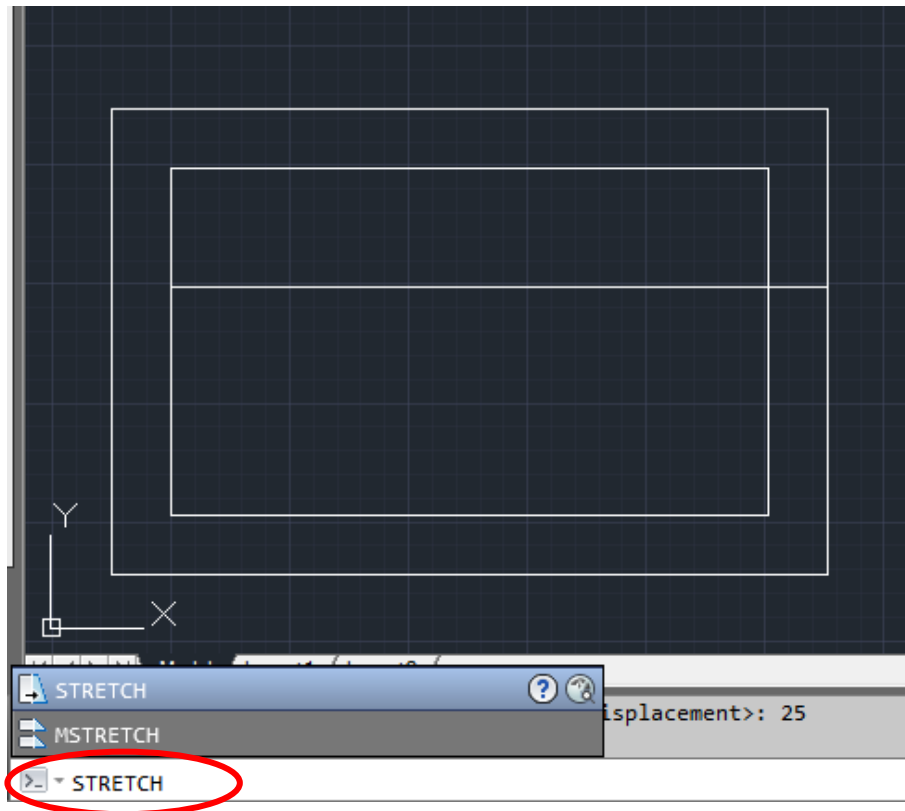 Y
X
STRETCH
isplacement>: 25
MSTRETCH
STRETCH